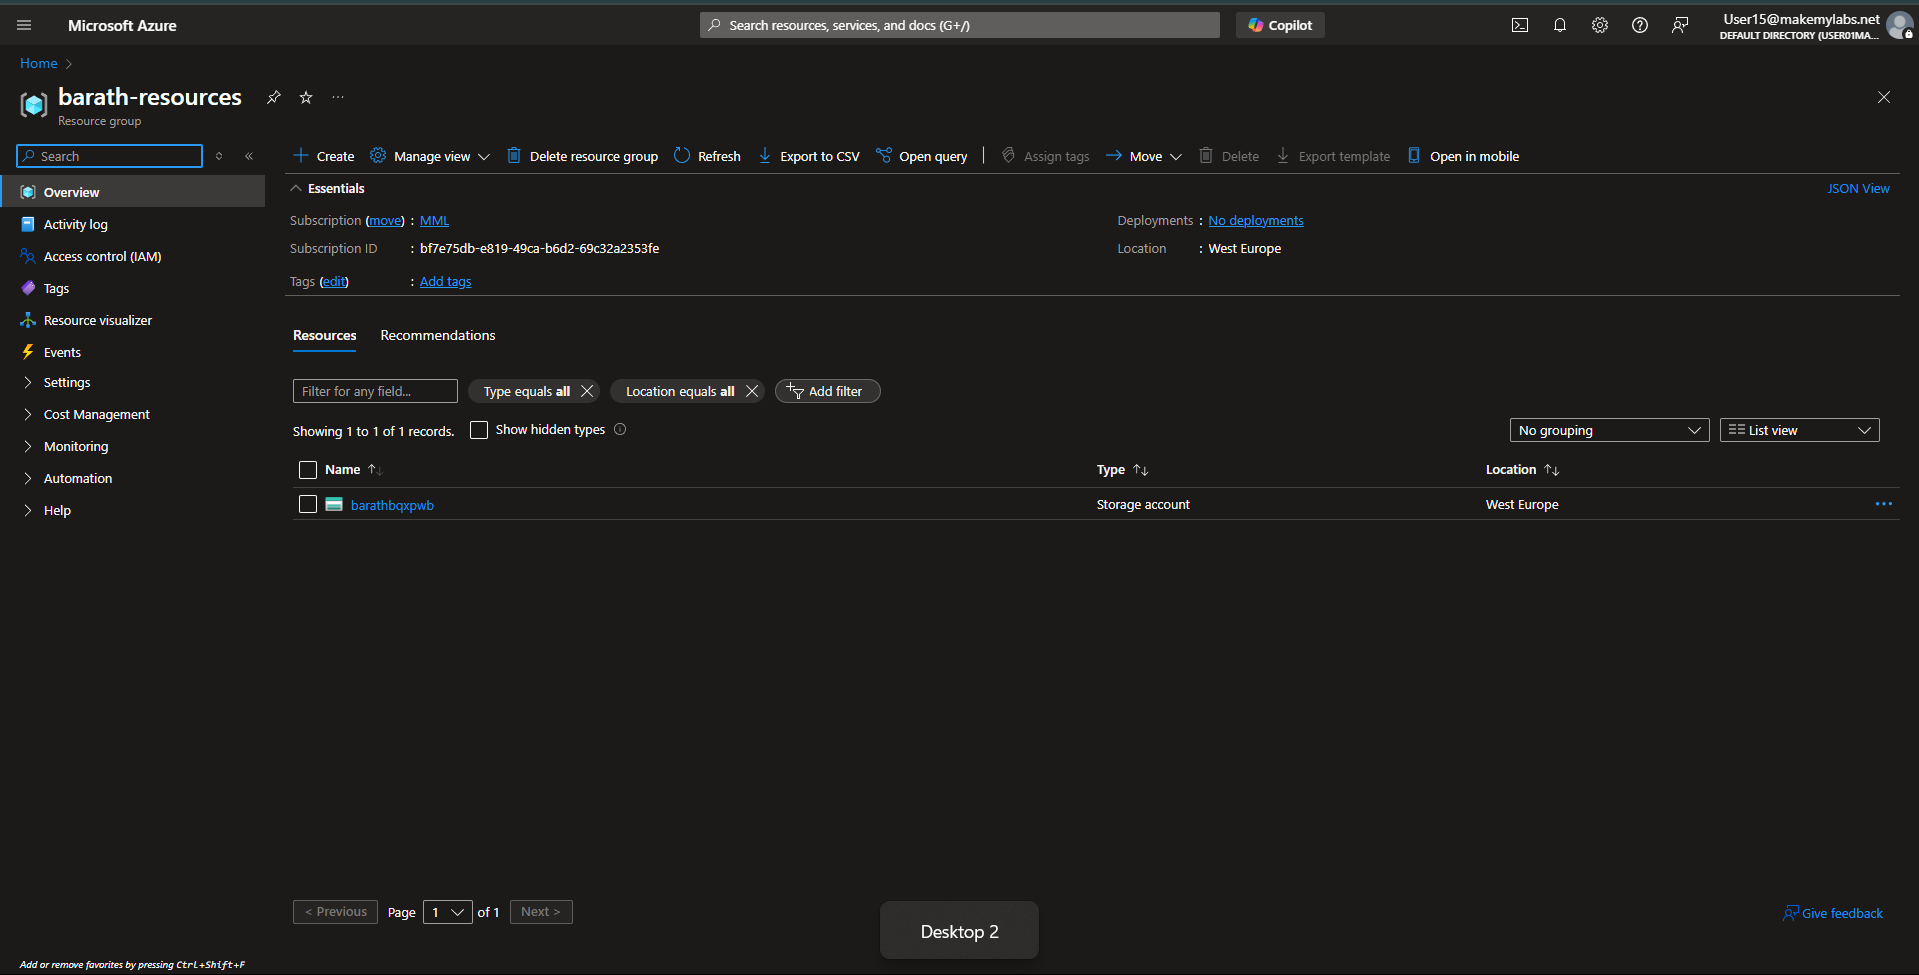 Microsoft Azure
Search resources, services, and docs (G+/)
Copilot
User15@makemylabs.net
DEFAULT DIRECTORY (USER01MA...
Home
barath-resources
Resource group
Search
Create
Manage view
Delete resource group
Refresh
Export to CSV
Open query
Assign tags
Move
Delete
Export template
Open in mobile
Overview
Activity log
Access control (IAM)
Tags
Resource visualizer
Events
Settings
Cost Management
Monitoring
Automation
Help
Essentials
JSON View
Subscription (move) : MML
Deployments : No deployments
Subscription ID : bf7e75db-e819-49ca-b6d2-69c32a2353fe
Location : West Europe
Tags (edit) : Add tags
Resources
Recommendations
Filter for any field...
Type equals all
Location equals all
Add filter
Showing 1 to 1 of 1 records.
Show hidden types
No grouping
List view
Name
Type
Location
barathbqxpwb
Storage account
West Europe
< Previous
Page
1
of 1
Next >
Give feedback
Desktop 2
Add or remove favorites by pressing Ctrl+Shift+F